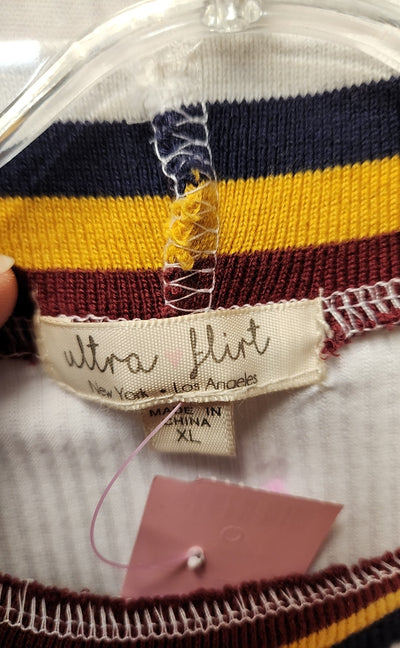 ultra flirt
New York • Los Angeles
MADE IN
CHINA
XL